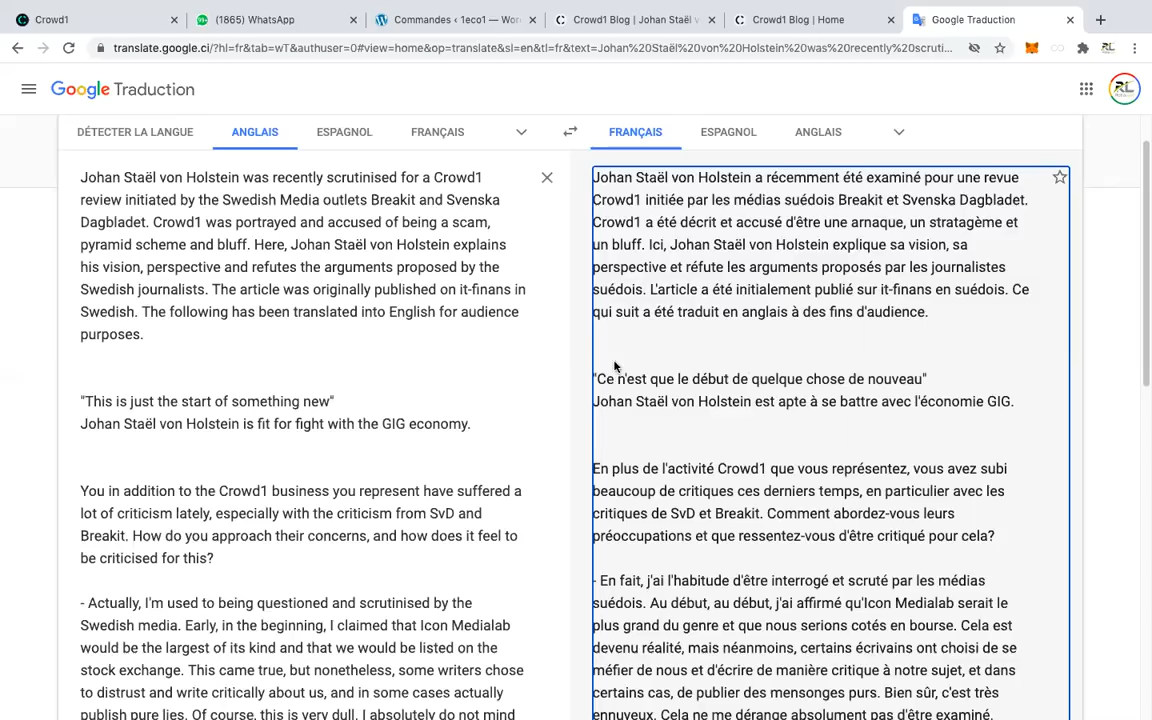 Crowd1
(1865) WhatsApp
Commandes ‹ 1eco1 — Wor
Crowd1 Blog | Johan Staël v
Crowd1 Blog | Home
Google Traduction
translate.google.ci/?hl=fr&tab=wT&authuser=0#view=home&op=translate&sl=en&tl=fr&text=Johan%20Staël%20von%20Holstein%20was%20recently%20scruti...
Google Traduction
RL
DÉTECTER LA LANGUE
ANGLAIS
ESPAGNOL
FRANÇAIS
FRANÇAIS
ESPAGNOL
ANGLAIS
Johan Staël von Holstein was recently scrutinised for a Crowd1
review initiated by the Swedish Media outlets Breakit and Svenska
Dagbladet. Crowd1 was portrayed and accused of being a scam,
pyramid scheme and bluff. Here, Johan Staël von Holstein explains
his vision, perspective and refutes the arguments proposed by the
Swedish journalists. The article was originally published on it-finans in
Swedish. The following has been translated into English for audience
purposes.
"This is just the start of something new"
Johan Staël von Holstein is fit for fight with the GIG economy.
You in addition to the Crowd1 business you represent have suffered a
lot of criticism lately, especially with the criticism from SvD and
Breakit. How do you approach their concerns, and how does it feel to
be criticised for this?
- Actually, I'm used to being questioned and scrutinised by the
Swedish media. Early, in the beginning, I claimed that Icon Medialab
would be the largest of its kind and that we would be listed on the
stock exchange. This came true, but nonetheless, some writers chose
to distrust and write critically about us, and in some cases actually
publish pure lies. Of course, this is very dull. I absolutely do not mind
Johan Staël von Holstein a récemment été examiné pour une revue
Crowd1 initiée par les médias suédois Breakit et Svenska Dagbladet.
Crowd1 a été décrit et accusé d'être une arnaque, un stratagème et
un bluff. Ici, Johan Staël von Holstein explique sa vision, sa
perspective et réfute les arguments proposés par les journalistes
suédois. L'article a été initialement publié sur it-finans en suédois. Ce
qui suit a été traduit en anglais à des fins d'audience.
"Ce n'est que le début de quelque chose de nouveau"
Johan Staël von Holstein est apte à se battre avec l'économie GIG.
En plus de l'activité Crowd1 que vous représentez, vous avez subi
beaucoup de critiques ces derniers temps, en particulier avec les
critiques de SvD et Breakit. Comment abordez-vous leurs
préoccupations et que ressentez-vous d'être critiqué pour cela?
- En fait, j'ai l'habitude d'être interrogé et scruté par les médias
suédois. Au début, au début, j'ai affirmé qu'Icon Medialab serait le
plus grand du genre et que nous serions cotés en bourse. Cela est
devenu réalité, mais néanmoins, certains écrivains ont choisi de se
méfier de nous et d'écrire de manière critique à notre sujet, et dans
certains cas, de publier des mensonges purs. Bien sûr, c'est très
ennuyeux. Cela ne me dérange absolument pas d'être examiné.